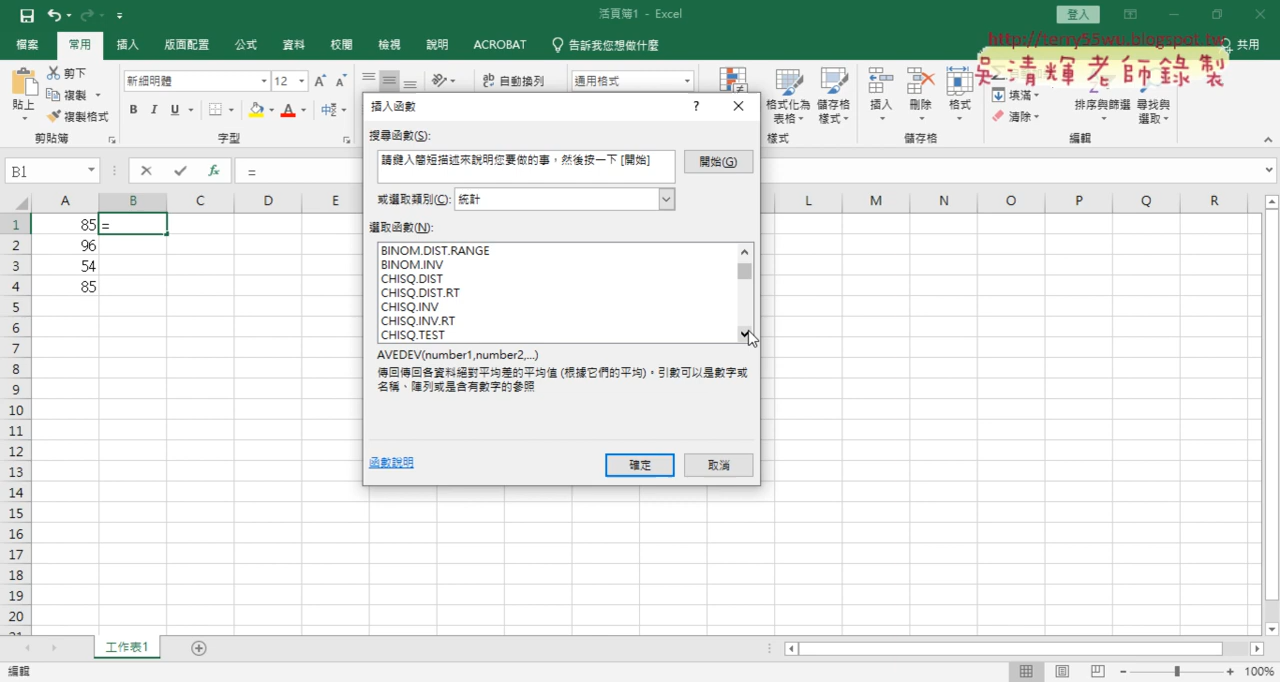 活頁簿1 - Excel
登入
http://terry55wu.blogspot.tw
吳清輝老師錄製
檔案 常用 插入 版面配置 公式 資料 校閱 檢視 說明 ACROBAT 告訴我您想做什麼 共用
貼上 剪下 複製 複製格式 剪貼簿
新細明體 12 A A
B I U A 中 字型
ab 自動換列 通用格式
格式化為表格 儲存格樣式 樣式
插入 刪除 格式 儲存格
填滿 清除 排序與篩選 尋找與選取 編輯
B1 fx =
A B C D E L M N O P Q R
1 85 =
2 96
3 54
4 85
5
6
7
8
9
10
11
12
13
14
15
16
17
18
19
20
插入函數 ?
搜尋函數(S):
請鍵入簡短描述來說明您要做的事，然後按一下 [開始] 開始(G)
或選取類別(C): 統計
選取函數(N):
BINOM.DIST.RANGE
BINOM.INV
CHISQ.DIST
CHISQ.DIST.RT
CHISQ.INV
CHISQ.INV.RT
CHISQ.TEST
AVEDEV(number1,number2,...)
傳回傳回各資料絕對平均差的平均值 (根據它們的平均)。引數可以是數字或
名稱、陣列或是含有數字的參照
函數說明 確定 取消
工作表1
編輯 100%